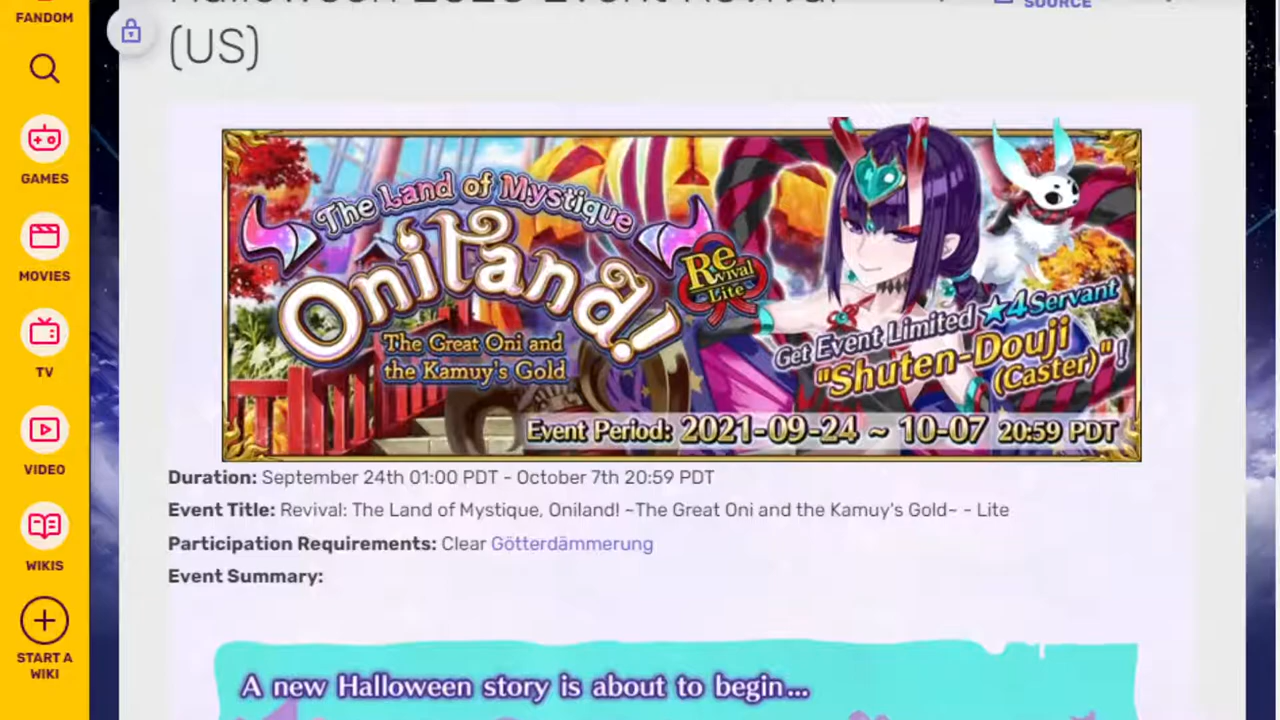 FANDOM
GAMES
MOVIES
TV
VIDEO
WIKIS
START A
WIKI
Halloween 2020 Event Revival
(US)
SOURCE
The Land of Mystique
Oniland!
The Great Oni and
the Kamuy's Gold
Revival
Lite
Get Event Limited ★4 Servant
"Shuten-Douji
(Caster)"!
Event Period: 2021-09-24 ~ 10-07 20:59 PDT
Duration: September 24th 01:00 PDT - October 7th 20:59 PDT
Event Title: Revival: The Land of Mystique, Oniland! ~The Great Oni and the Kamuy's Gold~ - Lite
Participation Requirements: Clear Götterdämmerung
Event Summary:
A new Halloween story is about to begin...